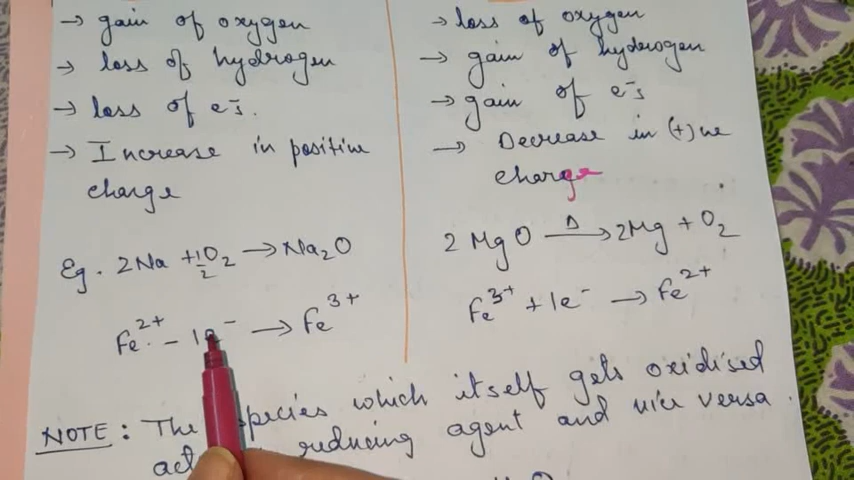 → gain of oxygen
→ loss of hydrogen
→ loss of e⁻s.
→ Increase in positive
charge
Eg. 2Na + 1/2 O₂ → Na₂O
Fe²⁺ - 1e⁻ → Fe³⁺
→ loss of oxygen
→ gain of hydrogen
→ gain of e⁻s
→ Decrease in (+)ve
charge
2 MgO —Δ→ 2Mg + O₂
Fe³⁺ + 1e⁻ → Fe²⁺
NOTE : The species which itself gets oxidised
reducing agent and vice versa.